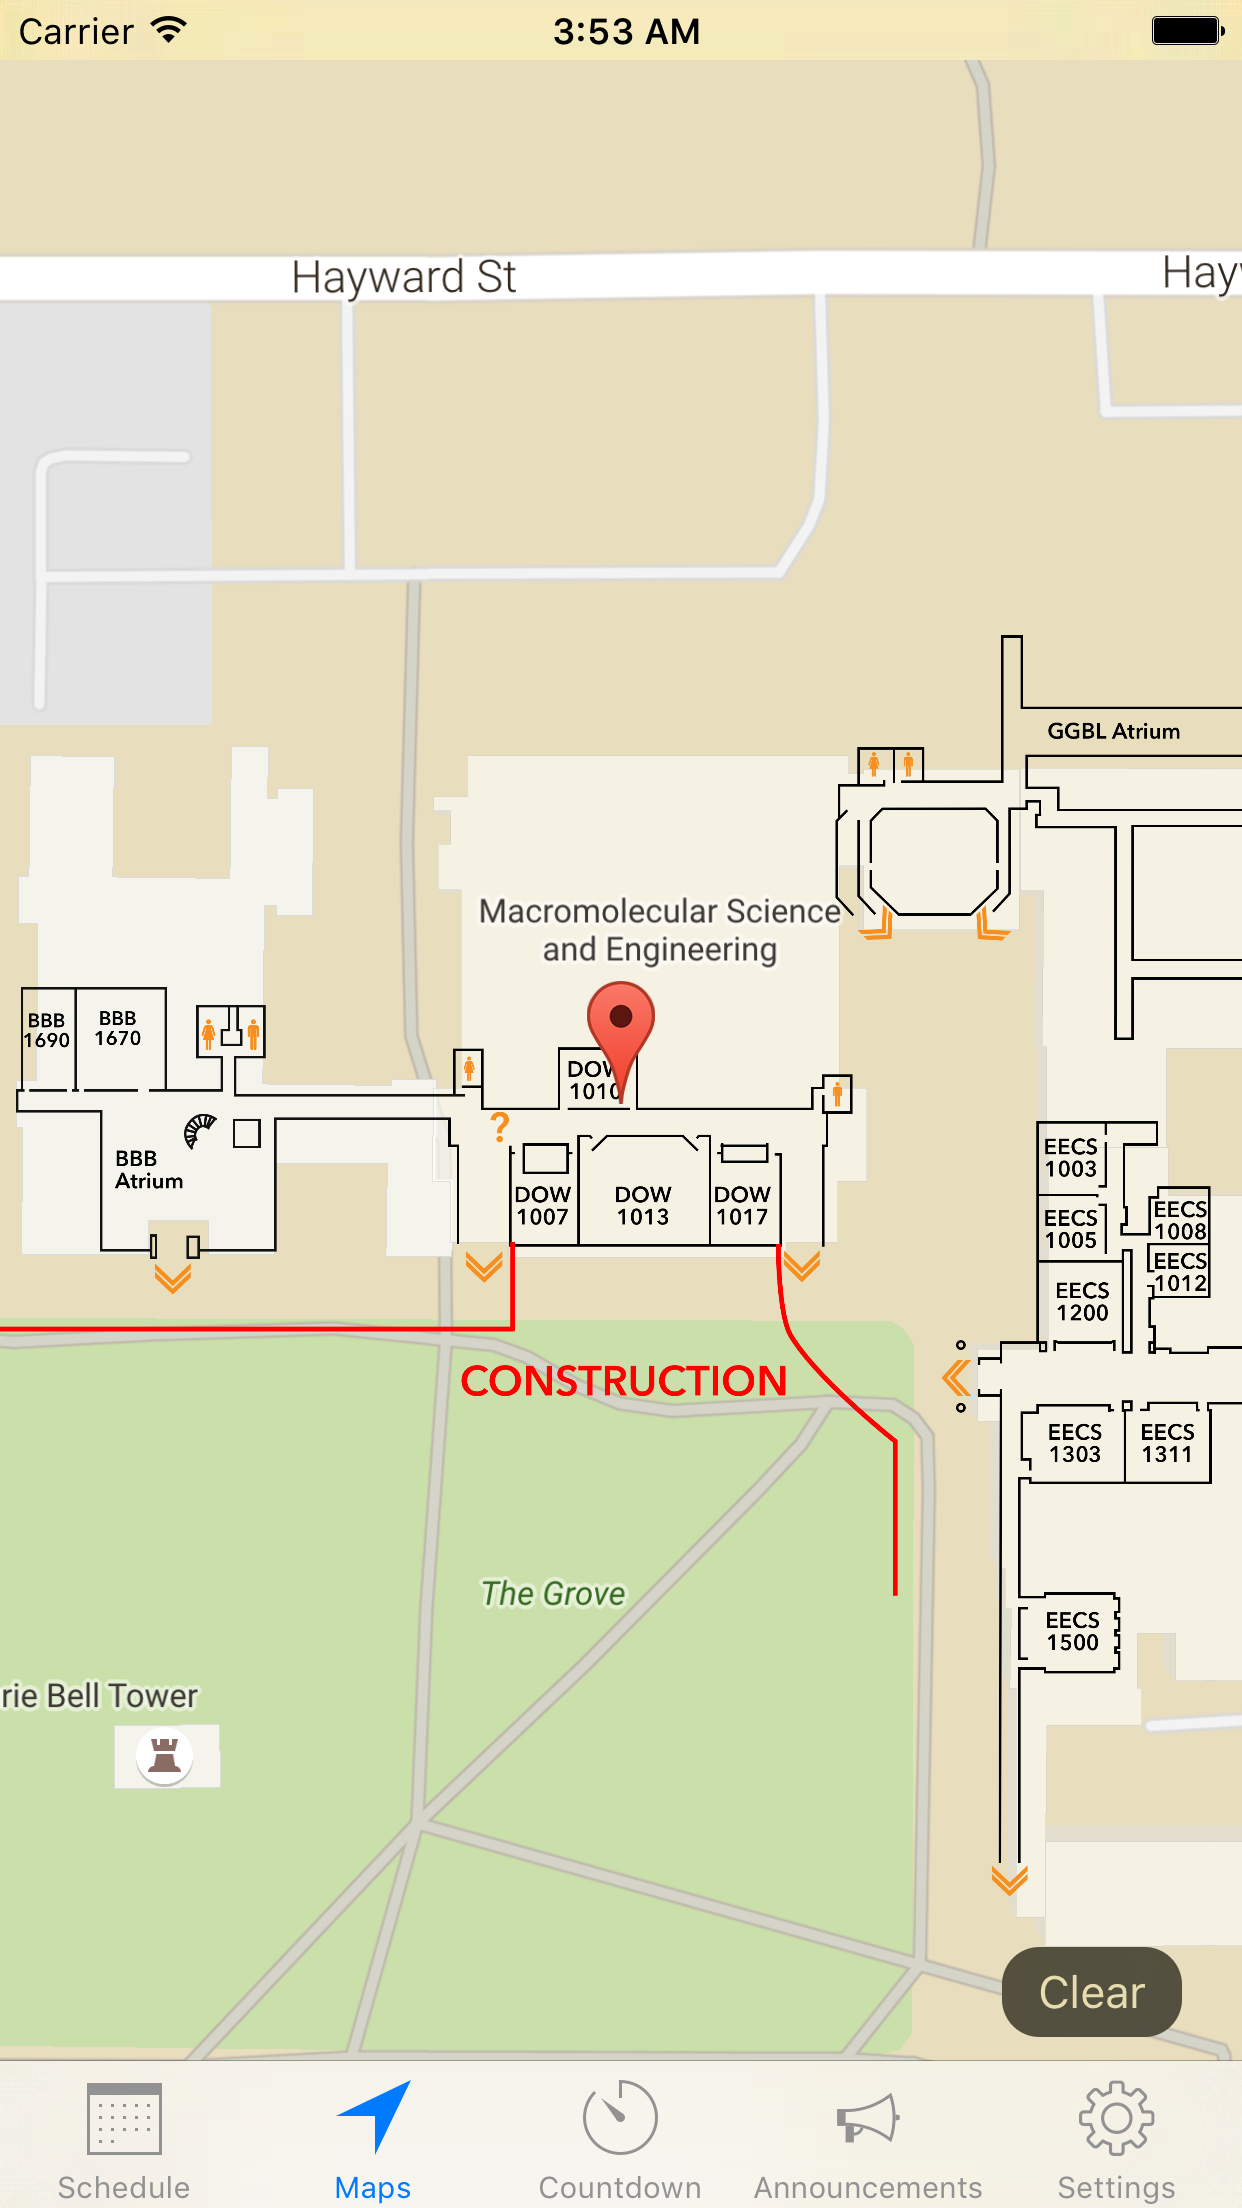 Carrier 3:53 AM
Hayward St
Hayw
GGBL Atrium
Macromolecular Science
and Engineering
BBB
1690
BBB
1670
DOW
1010
?
BBB
Atrium
DOW
1007
DOW
1013
DOW
1017
EECS
1003
EECS
1005
EECS
1008
EECS
1012
EECS
1200
CONSTRUCTION
EECS
1303
EECS
1311
The Grove
EECS
1500
rie Bell Tower
Clear
Schedule Maps Countdown Announcements Settings